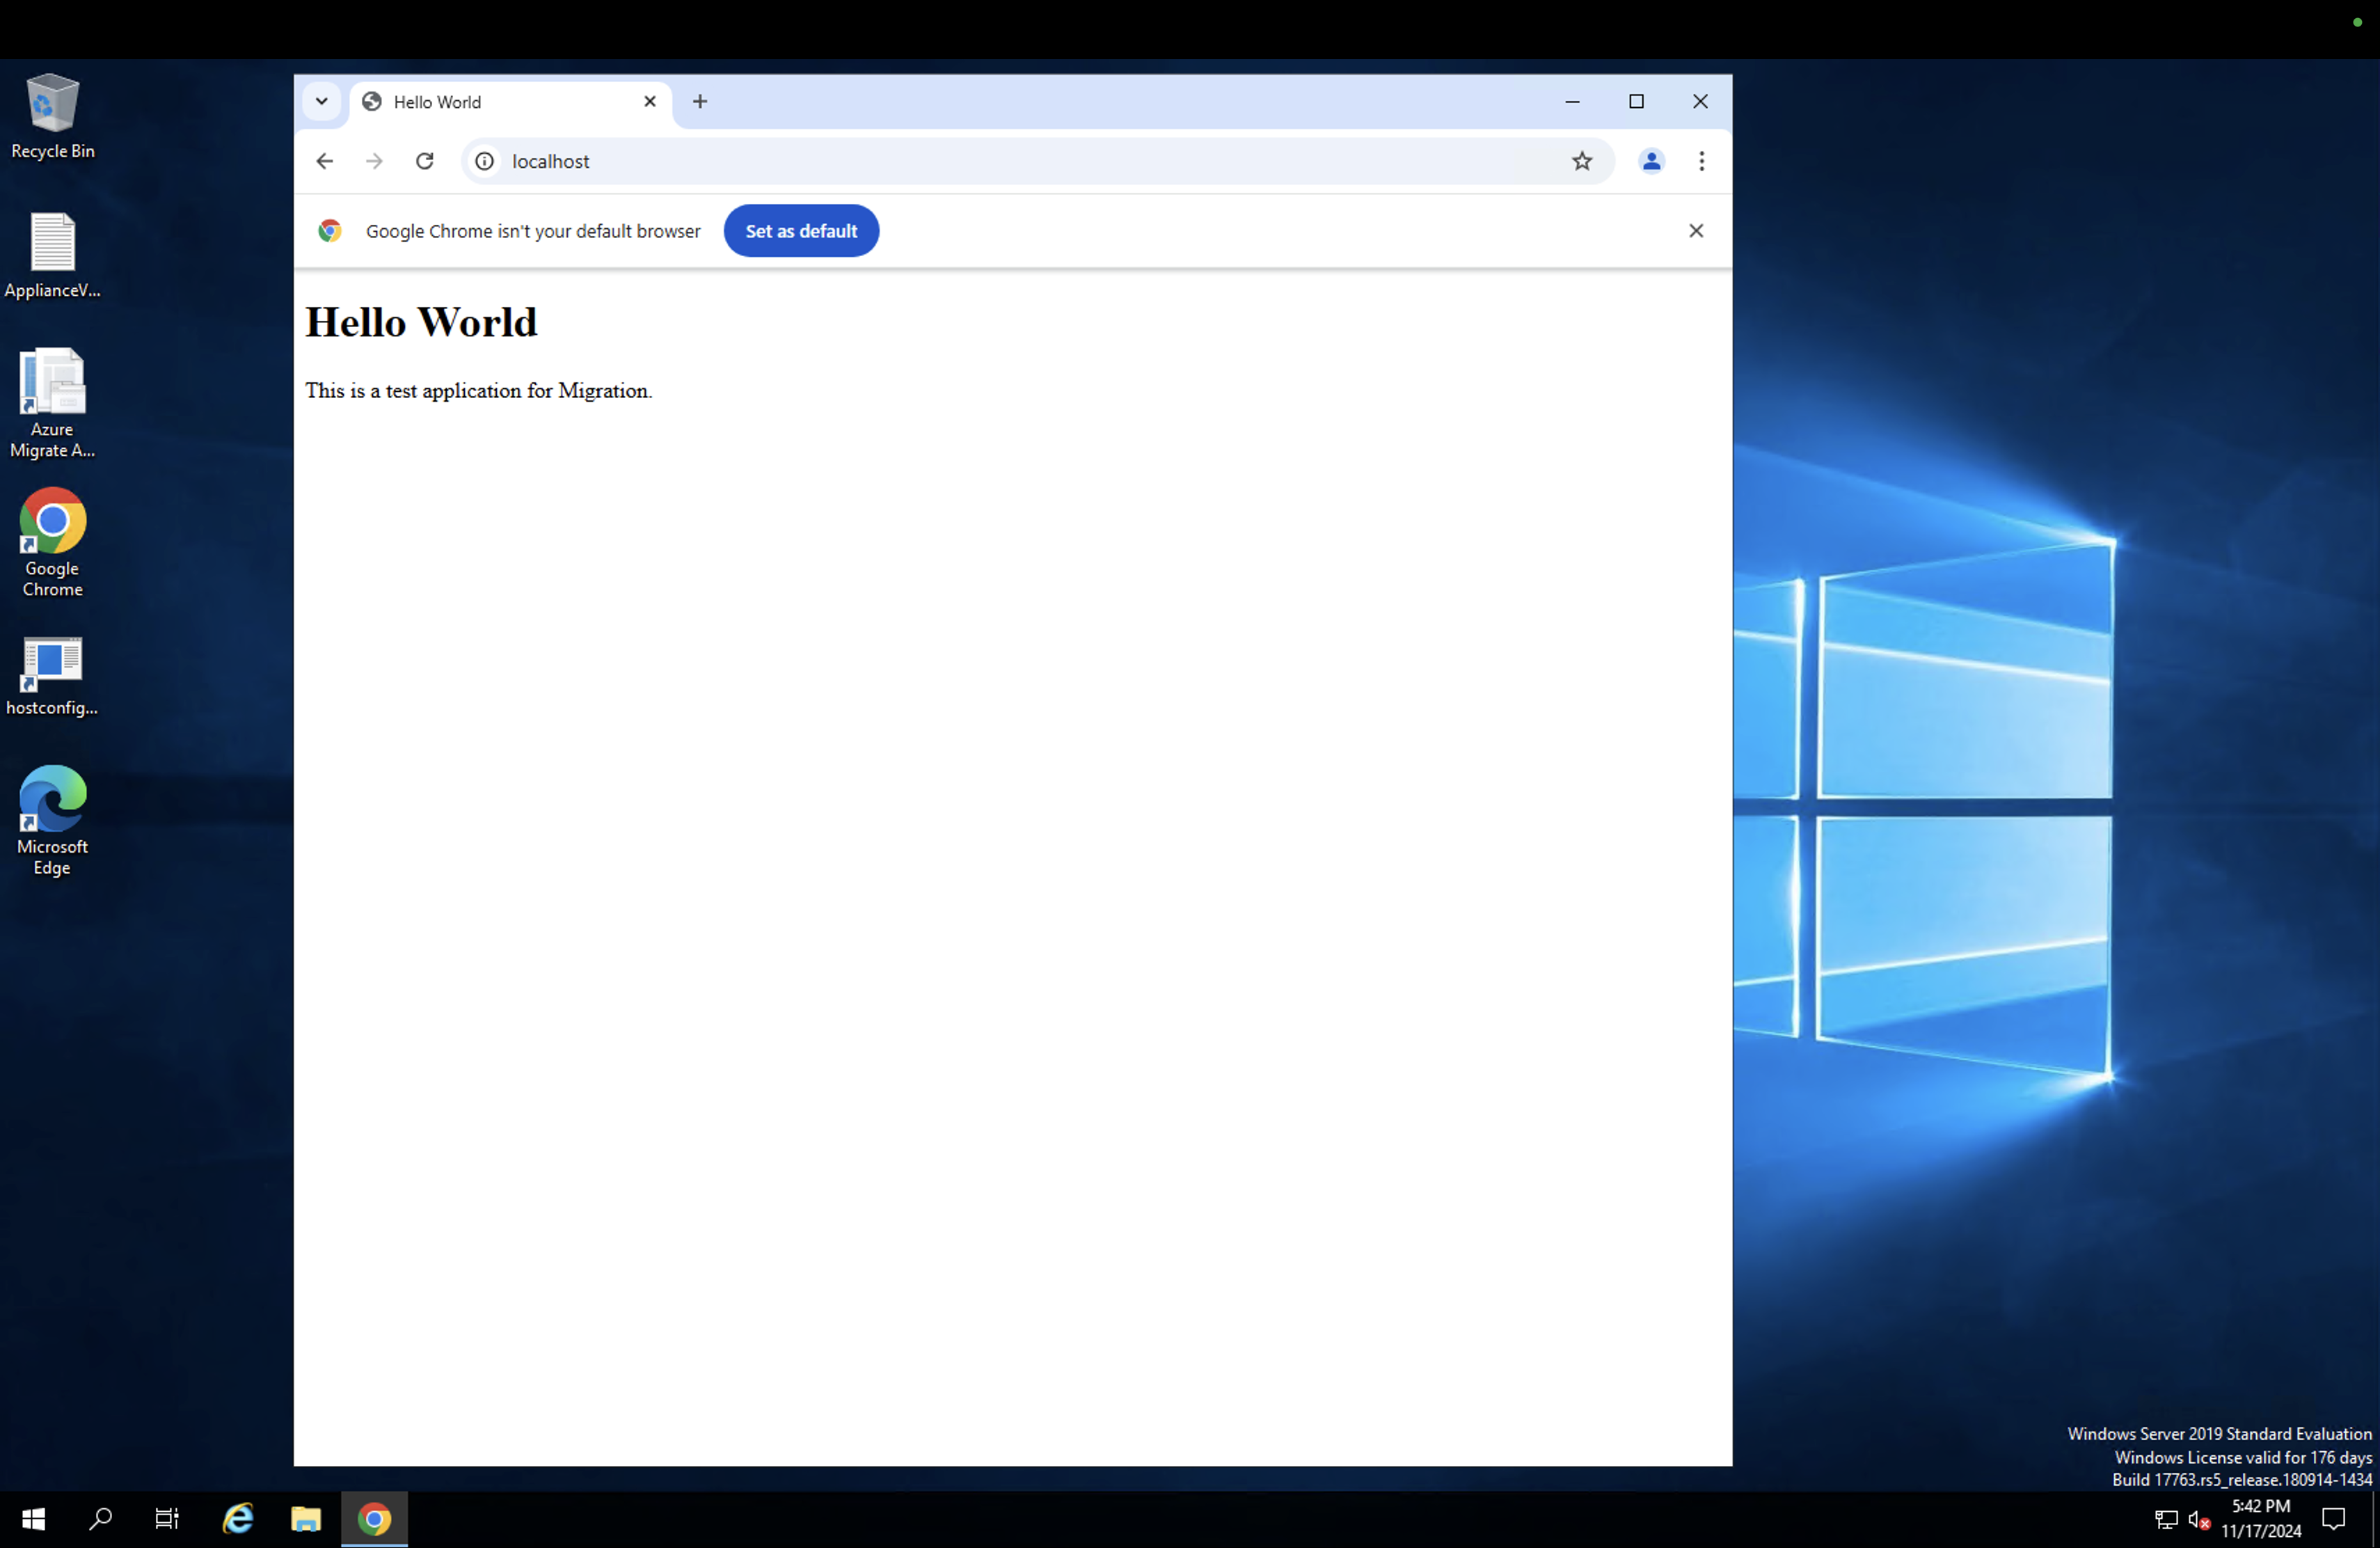 Recycle Bin
ApplianceV...
Azure
Migrate A...
Google
Chrome
hostconfig...
Microsoft
Edge
Hello World
localhost
Google Chrome isn't your default browser
Set as default
Hello World
This is a test application for Migration.
Windows Server 2019 Standard Evaluation
Windows License valid for 176 days
Build 17763.rs5_release.180914-1434
5:42 PM
11/17/2024